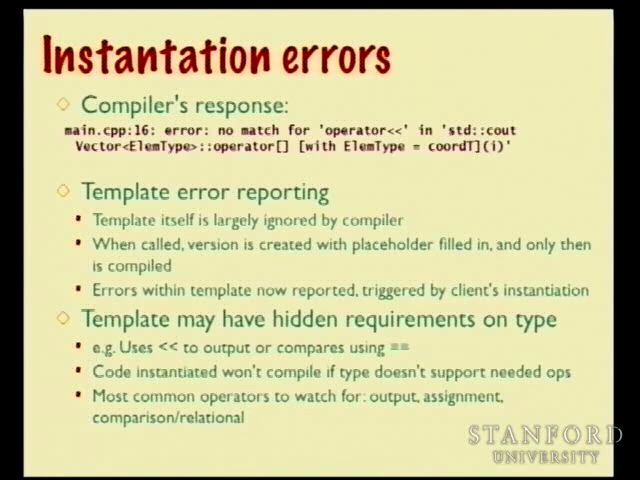 Instantation errors
Compiler's response:
main.cpp:16: error: no match for 'operator<<' in 'std::cout
Vector<ElemType>::operator[] [with ElemType = coordT](i)'
Template error reporting
Template itself is largely ignored by compiler
When called, version is created with placeholder filled in, and only then
is compiled
Errors within template now reported, triggered by client's instantiation
Template may have hidden requirements on type
e.g. Uses << to output or compares using ==
Code instantiated won't compile if type doesn't support needed ops
Most common operators to watch for: output, assignment,
comparison/relational
STANFORD
UNIVERSITY